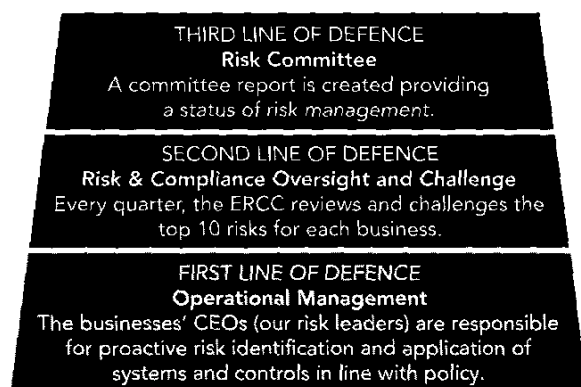 THIRD LINE OF DEFENCE
Risk Committee
A committee report is created providing
a status of risk management.
SECOND LINE OF DEFENCE
Risk & Compliance Oversight and Challenge
Every quarter, the ERCC reviews and challenges the
top 10 risks for each business.
FIRST LINE OF DEFENCE
Operational Management
The businesses' CEOs (our risk leaders) are responsible
for proactive risk identification and application of
systems and controls in line with policy.